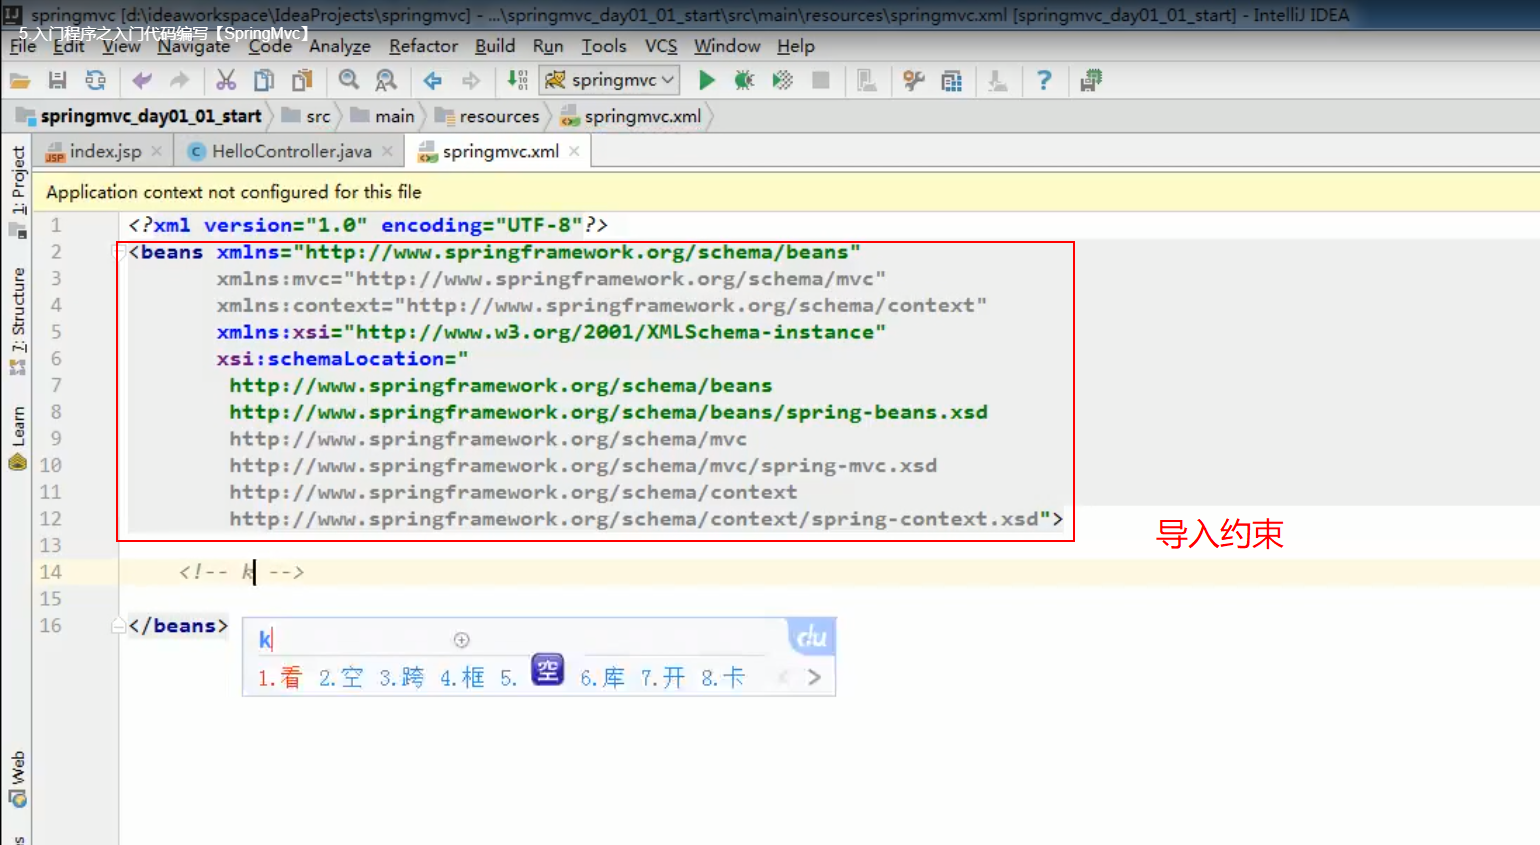 springmvc [d:\ideaworkspace\IdeaProjects\springmvc] - ...\springmvc_day01_01_start\src\main\resources\springmvc.xml [springmvc_day01_01_start] - IntelliJ IDEA
5.入门程序之入门代码编写【SpringMvc】
File Edit View Navigate Code Analyze Refactor Build Run Tools VCS Window Help
springmvc
springmvc_day01_01_start src main resources springmvc.xml
index.jsp HelloController.java springmvc.xml
1: Project
7: Structure
Learn
Web
Application context not configured for this file
1 <?xml version="1.0" encoding="UTF-8"?>
2 <beans xmlns="http://www.springframework.org/schema/beans"
3 xmlns:mvc="http://www.springframework.org/schema/mvc"
4 xmlns:context="http://www.springframework.org/schema/context"
5 xmlns:xsi="http://www.w3.org/2001/XMLSchema-instance"
6 xsi:schemaLocation="
7 http://www.springframework.org/schema/beans
8 http://www.springframework.org/schema/beans/spring-beans.xsd
9 http://www.springframework.org/schema/mvc
10 http://www.springframework.org/schema/mvc/spring-mvc.xsd
11 http://www.springframework.org/schema/context
12 http://www.springframework.org/schema/context/spring-context.xsd">
导入约束
13
14 <!-- k -->
15
16 </beans>
k
du
1.看 2.空 3.跨 4.框 5.空 6.库 7.开 8.卡